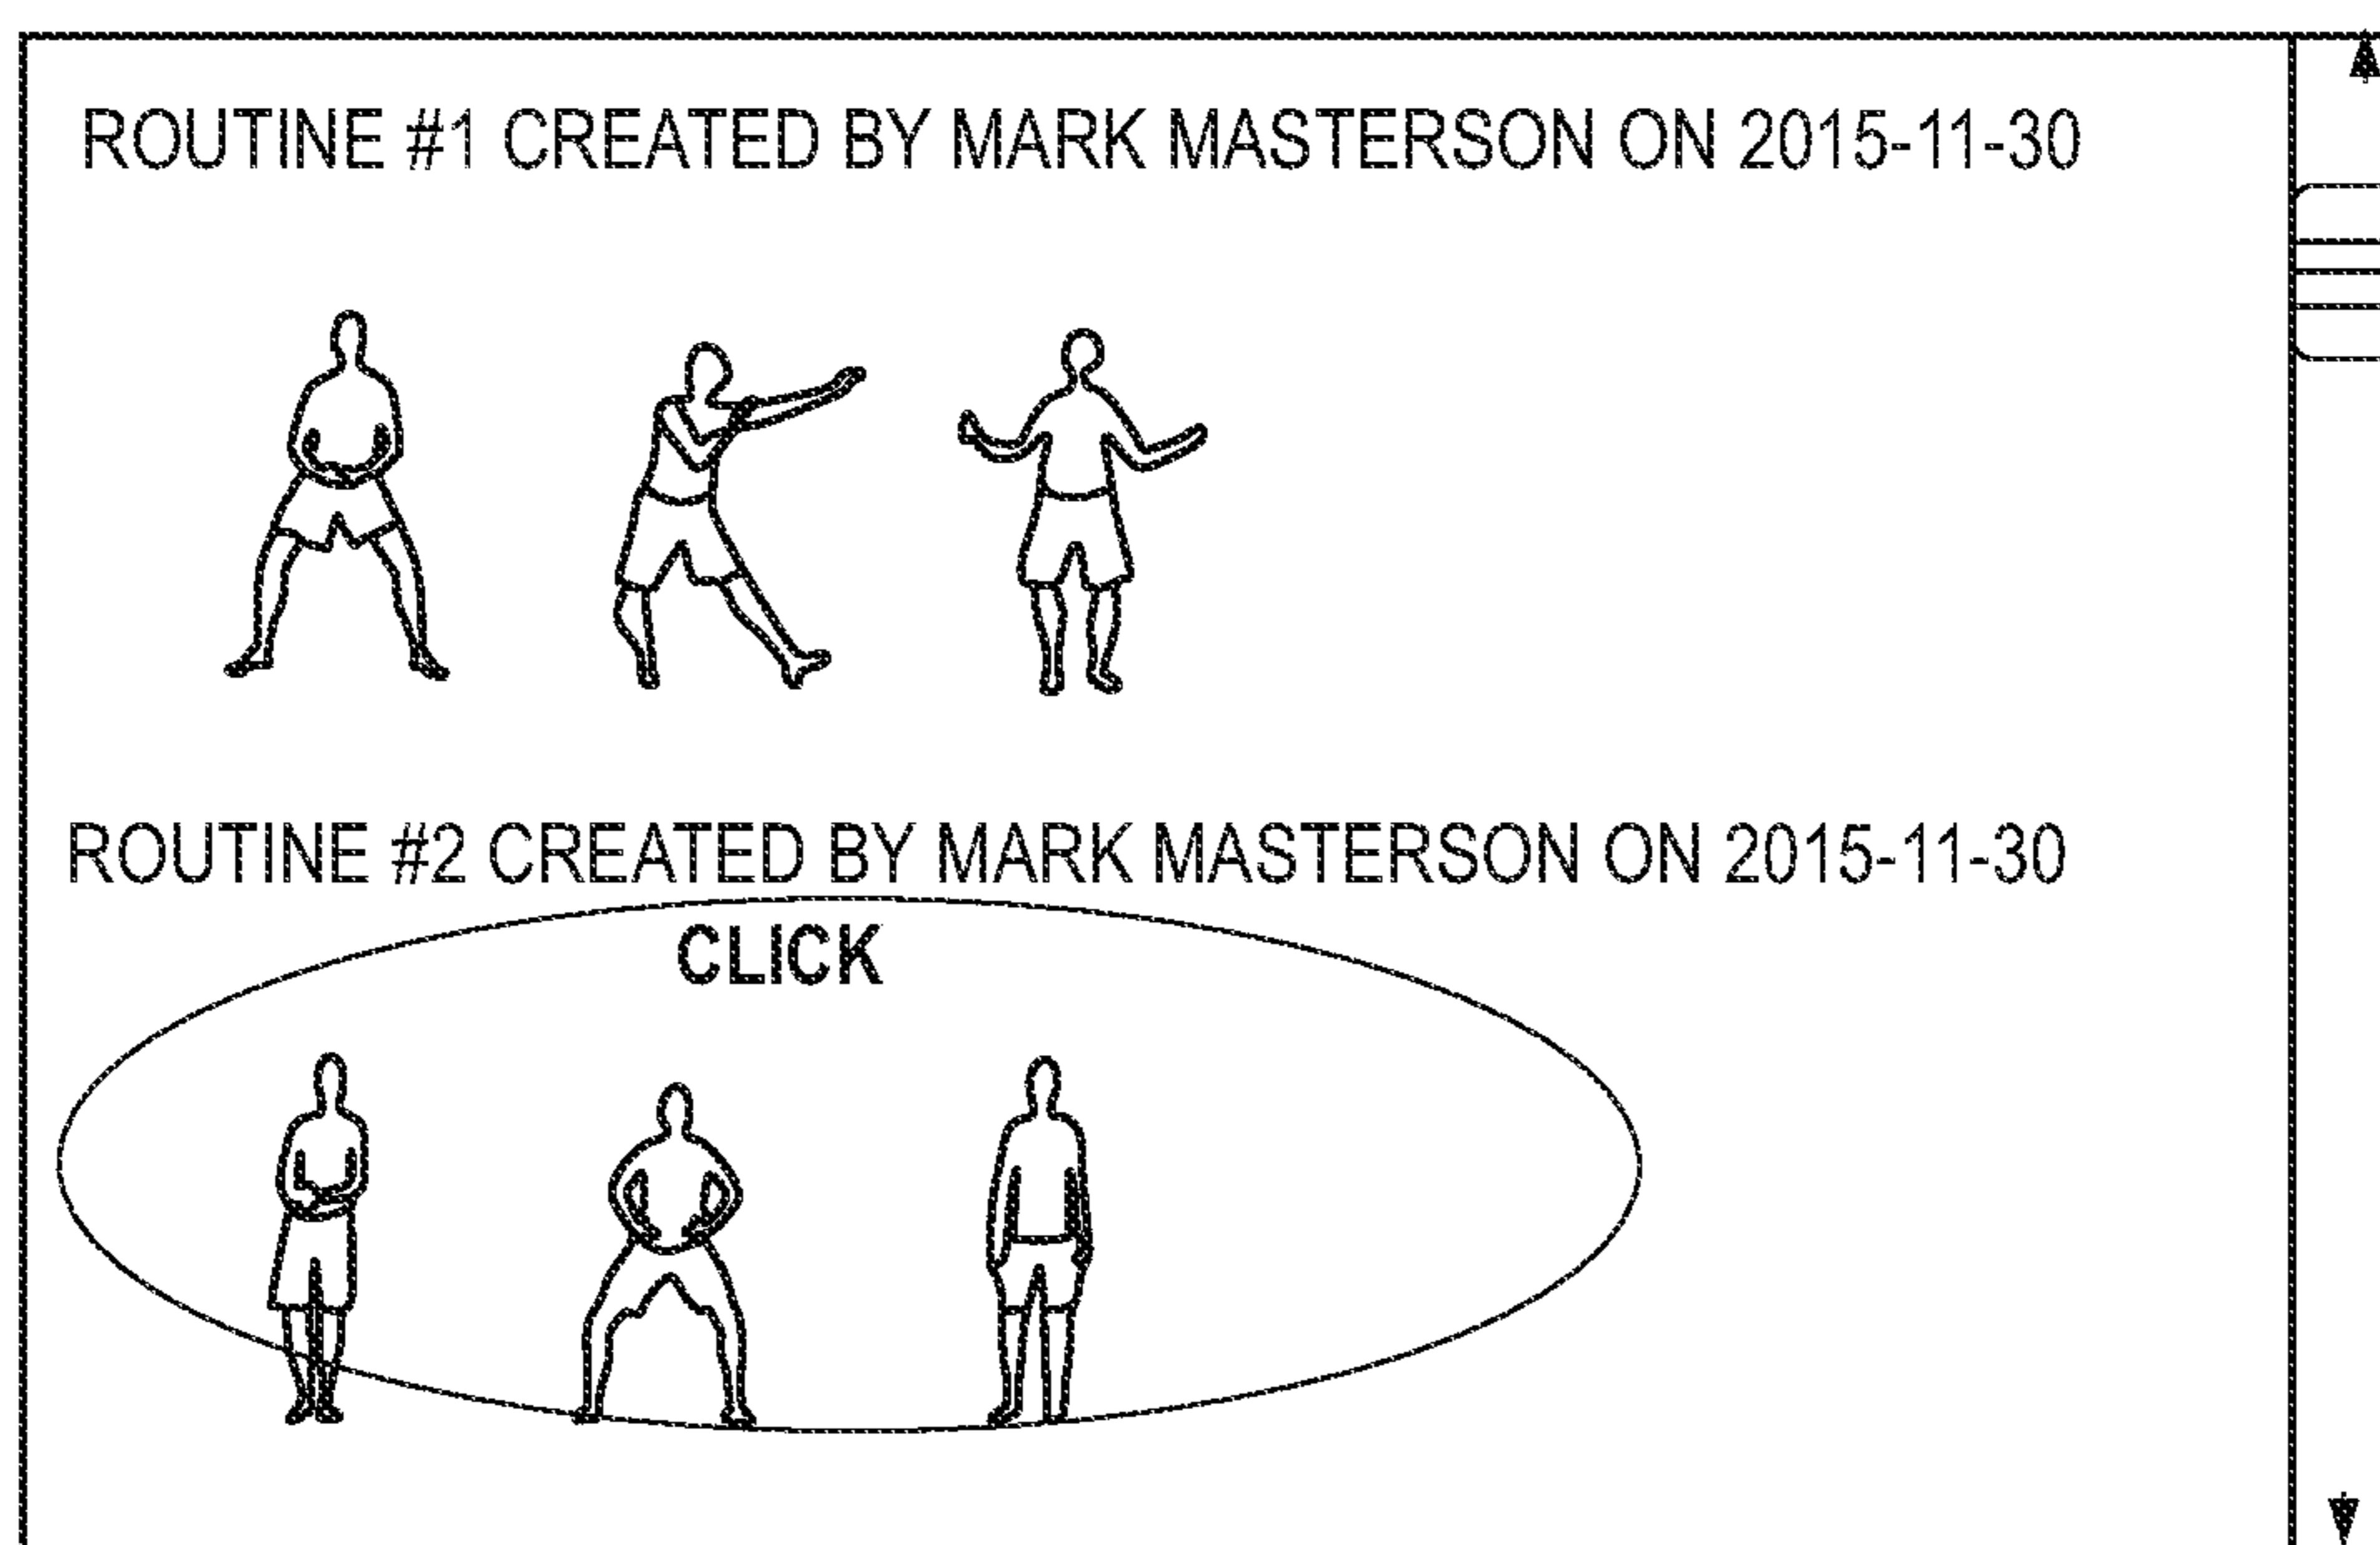 ROUTINE #1 CREATED BY MARK MASTERSON ON 2015-11-30
ROUTINE #2 CREATED BY MARK MASTERSON ON 2015-11-30
CLICK